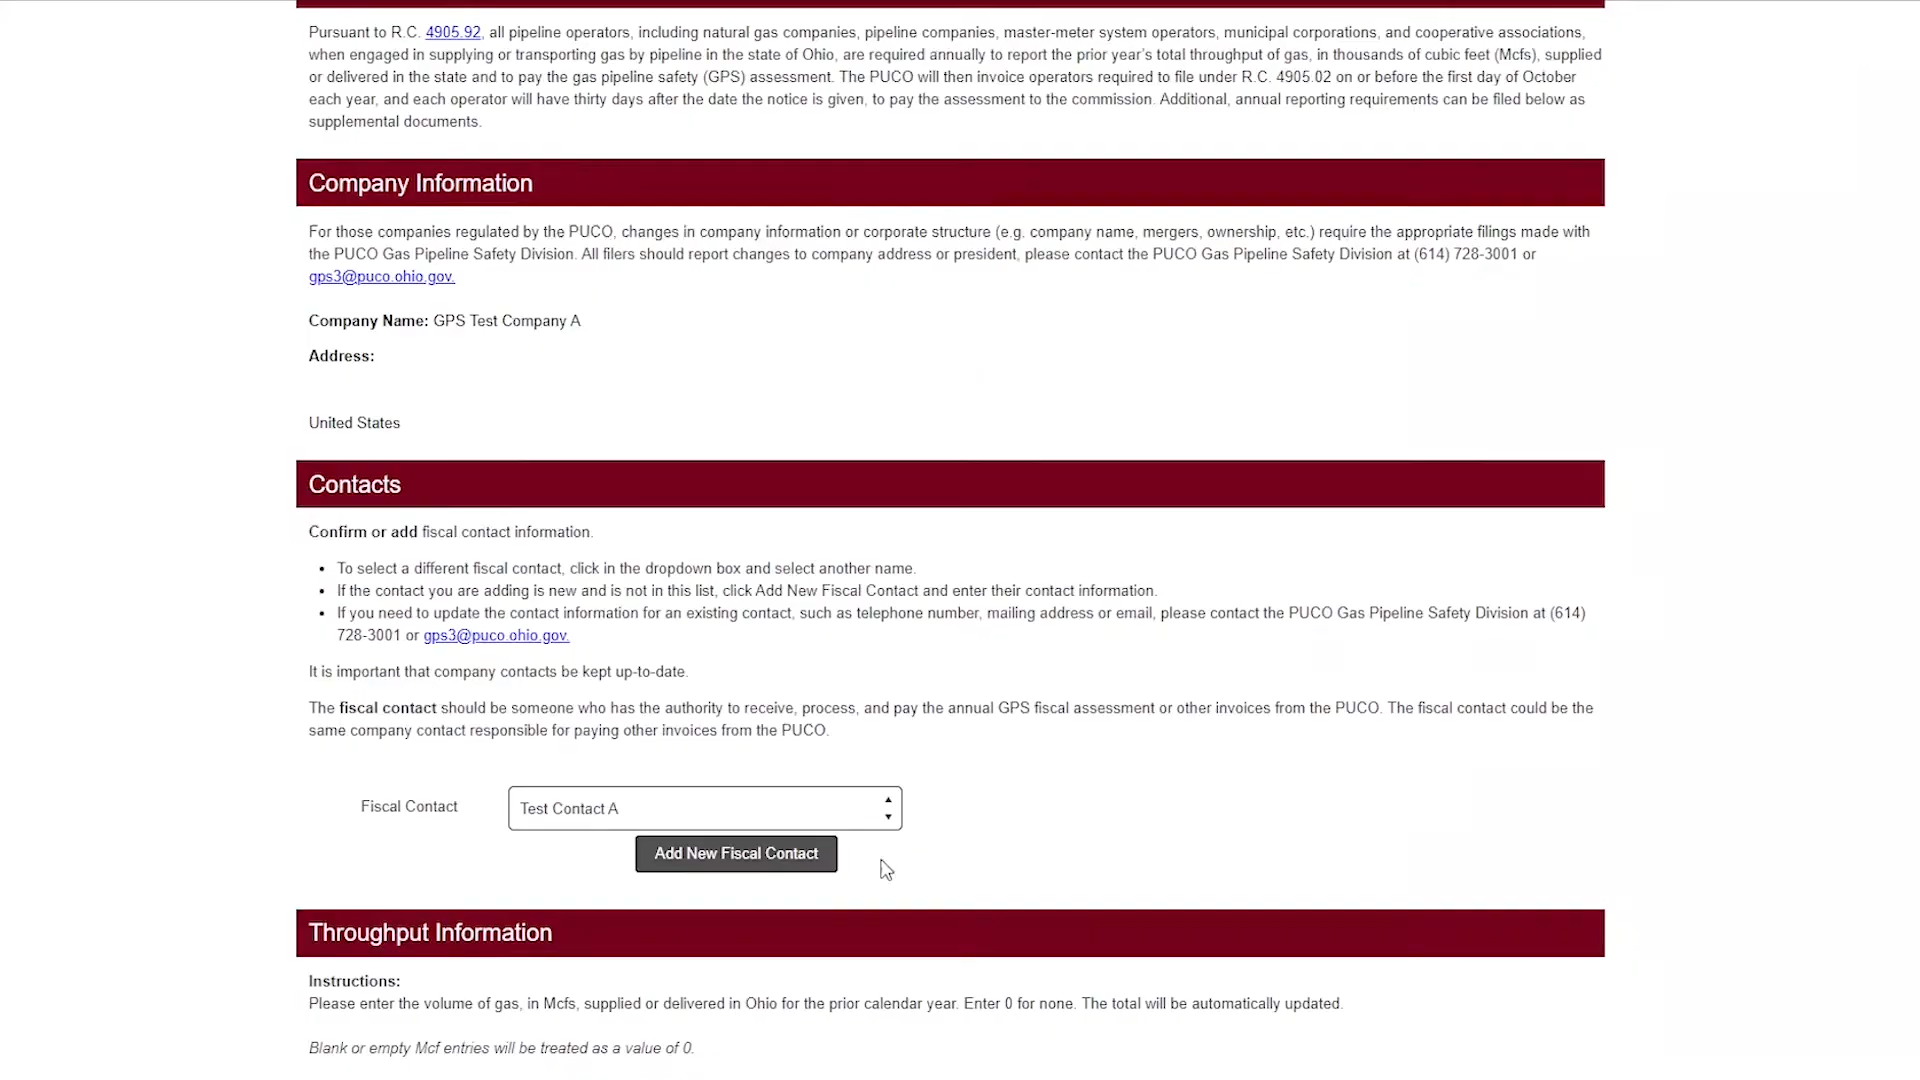 Pursuant to R.C. 4905.92, all pipeline operators, including natural gas companies, pipeline companies, master-meter system operators, municipal corporations, and cooperative associations,
when engaged in supplying or transporting gas by pipeline in the state of Ohio, are required annually to report the prior year's total throughput of gas, in thousands of cubic feet (Mcfs), supplied
or delivered in the state and to pay the gas pipeline safety (GPS) assessment. The PUCO will then invoice operators required to file under R.C. 4905.02 on or before the first day of October
each year, and each operator will have thirty days after the date the notice is given, to pay the assessment to the commission. Additional, annual reporting requirements can be filed below as
supplemental documents.
Company Information
For those companies regulated by the PUCO, changes in company information or corporate structure (e.g. company name, mergers, ownership, etc.) require the appropriate filings made with
the PUCO Gas Pipeline Safety Division. All filers should report changes to company address or president, please contact the PUCO Gas Pipeline Safety Division at (614) 728-3001 or
gps3@puco.ohio.gov.
Company Name: GPS Test Company A
Address:
United States
Contacts
Confirm or add fiscal contact information.
• To select a different fiscal contact, click in the dropdown box and select another name.
• If the contact you are adding is new and is not in this list, click Add New Fiscal Contact and enter their contact information.
• If you need to update the contact information for an existing contact, such as telephone number, mailing address or email, please contact the PUCO Gas Pipeline Safety Division at (614)
728-3001 or gps3@puco.ohio.gov.
It is important that company contacts be kept up-to-date.
The fiscal contact should be someone who has the authority to receive, process, and pay the annual GPS fiscal assessment or other invoices from the PUCO. The fiscal contact could be the
same company contact responsible for paying other invoices from the PUCO.
Fiscal Contact Test Contact A
Add New Fiscal Contact
Throughput Information
Instructions:
Please enter the volume of gas, in Mcfs, supplied or delivered in Ohio for the prior calendar year. Enter 0 for none. The total will be automatically updated.
Blank or empty Mcf entries will be treated as a value of 0.